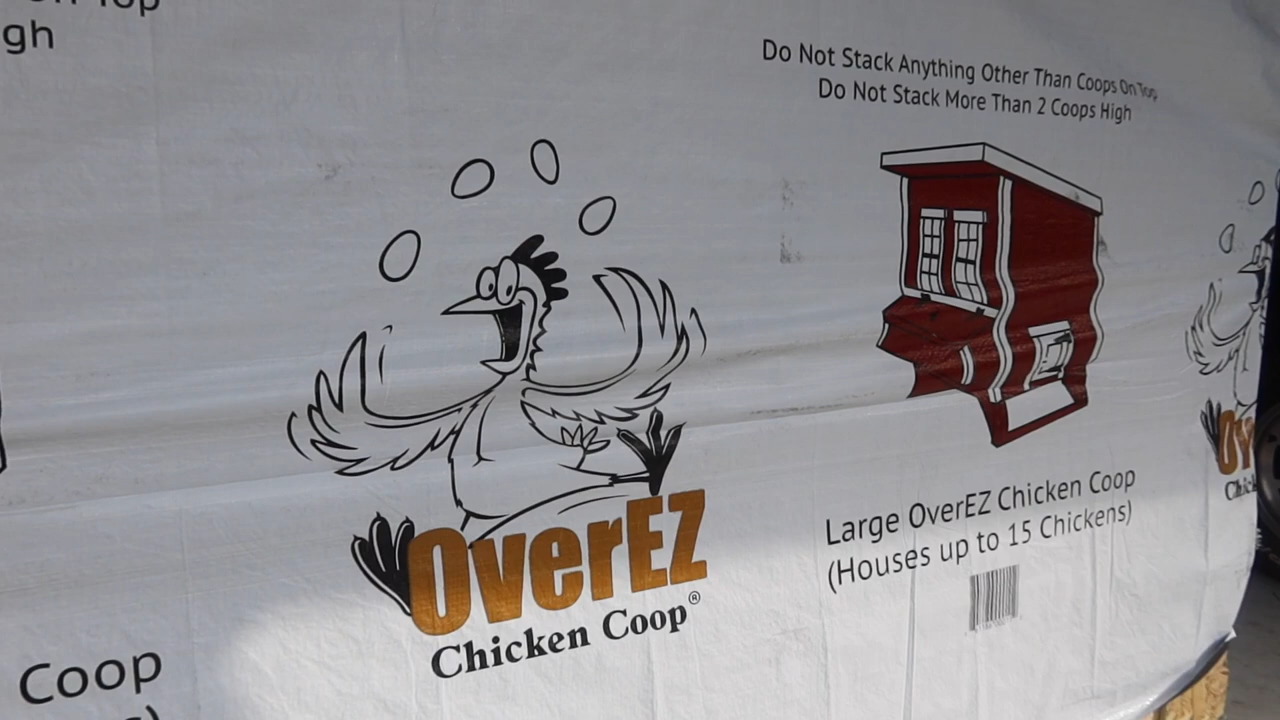 gh
Do Not Stack Anything Other Than Coops On Top
Do Not Stack More Than 2 Coops High
OverEZ
Chicken Coop®
Large OverEZ Chicken Coop
(Houses up to 15 Chickens)
Coop